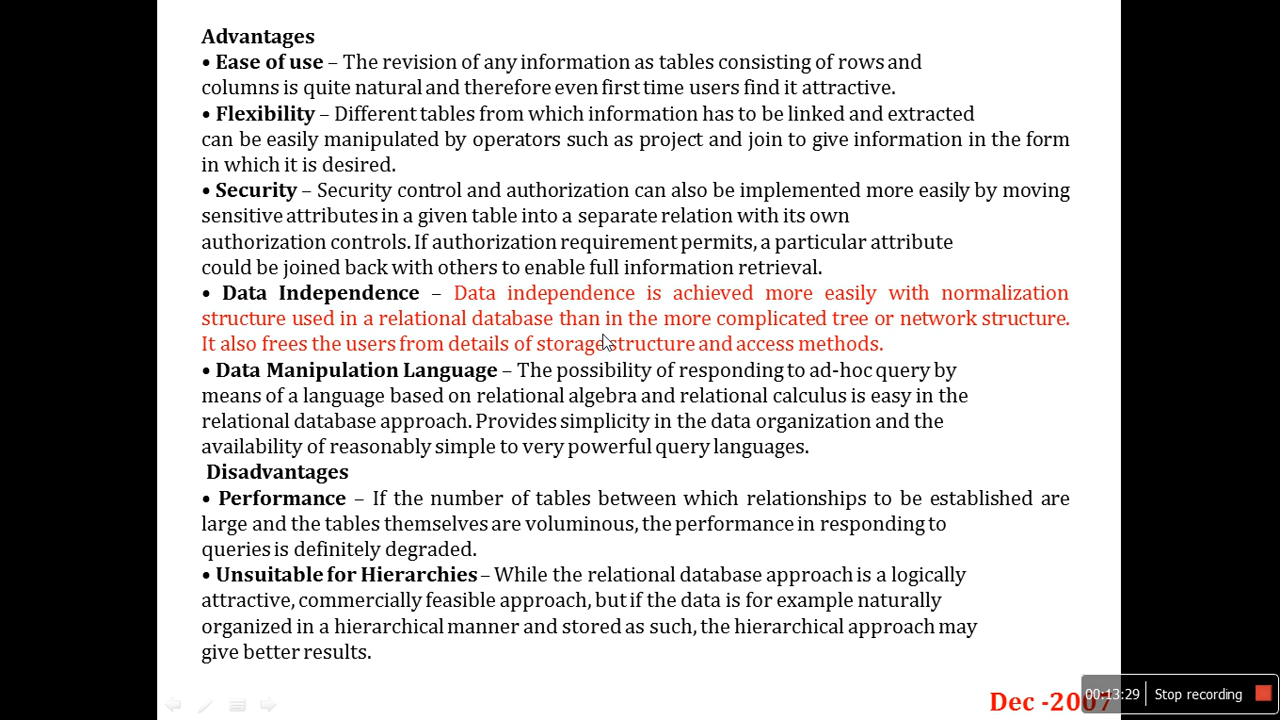 Advantages
• Ease of use – The revision of any information as tables consisting of rows and
columns is quite natural and therefore even first time users find it attractive.
• Flexibility – Different tables from which information has to be linked and extracted
can be easily manipulated by operators such as project and join to give information in the form
in which it is desired.
• Security – Security control and authorization can also be implemented more easily by moving
sensitive attributes in a given table into a separate relation with its own
authorization controls. If authorization requirement permits, a particular attribute
could be joined back with others to enable full information retrieval.
• Data Independence – Data independence is achieved more easily with normalization
structure used in a relational database than in the more complicated tree or network structure.
It also frees the users from details of storage structure and access methods.
• Data Manipulation Language – The possibility of responding to ad-hoc query by
means of a language based on relational algebra and relational calculus is easy in the
relational database approach. Provides simplicity in the data organization and the
availability of reasonably simple to very powerful query languages.
Disadvantages
• Performance – If the number of tables between which relationships to be established are
large and the tables themselves are voluminous, the performance in responding to
queries is definitely degraded.
• Unsuitable for Hierarchies – While the relational database approach is a logically
attractive, commercially feasible approach, but if the data is for example naturally
organized in a hierarchical manner and stored as such, the hierarchical approach may
give better results.
Dec -2007
00:13:29 Stop recording